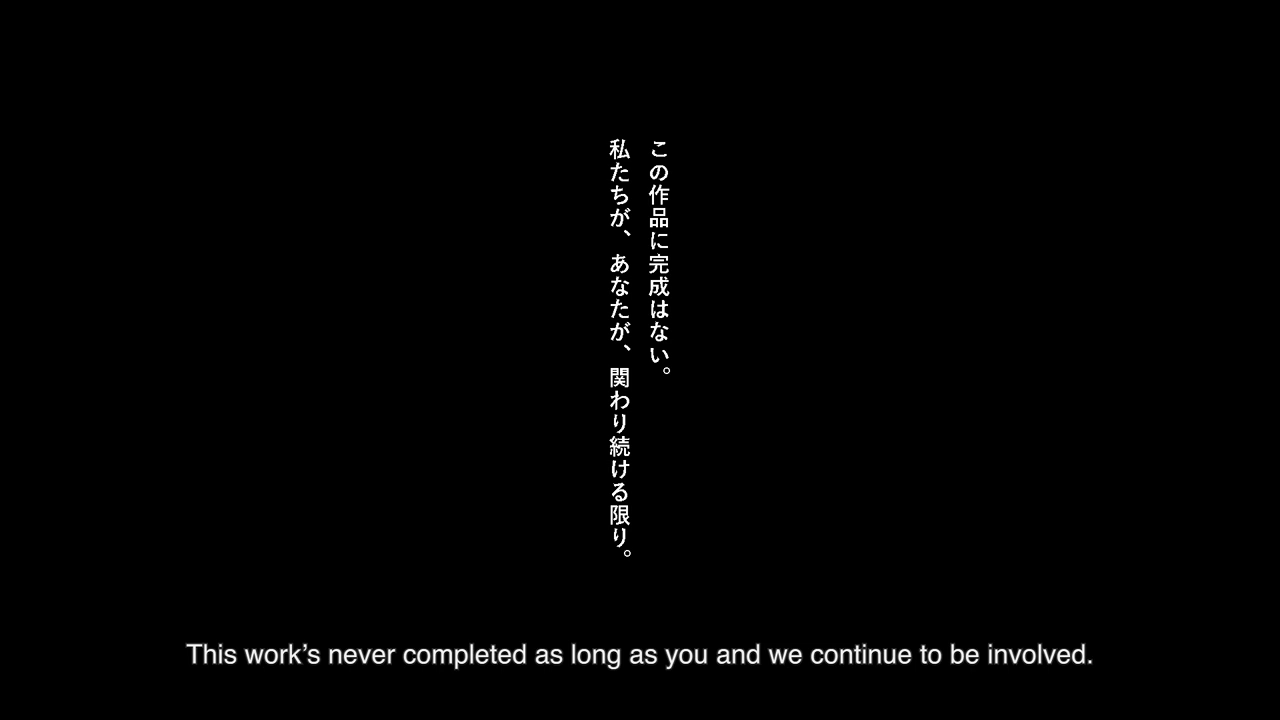 この作品に完成はない。
私たちが、あなたが、関わり続ける限り。
This work’s never completed as long as you and we continue to be involved.